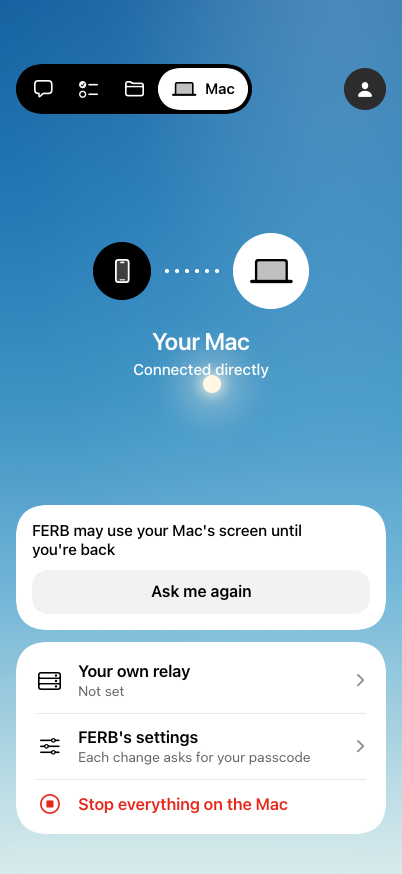 Mac
Your Mac
Connected directly
FERB may use your Mac's screen until
you're back
Ask me again
Your own relay
Not set
FERB's settings
Each change asks for your passcode
Stop everything on the Mac